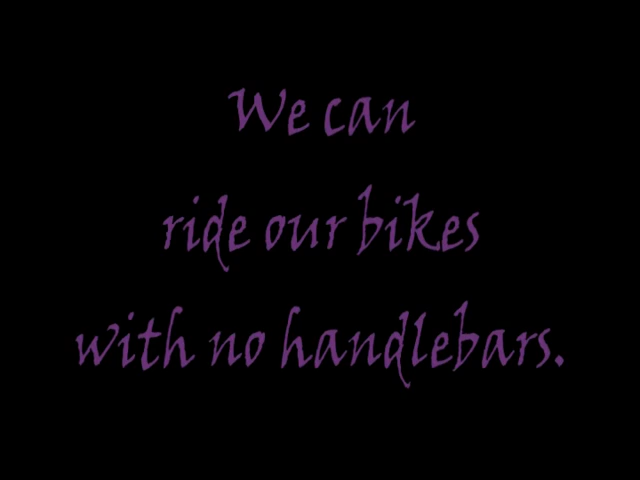 We can
ride our bikes
with no handlebars.